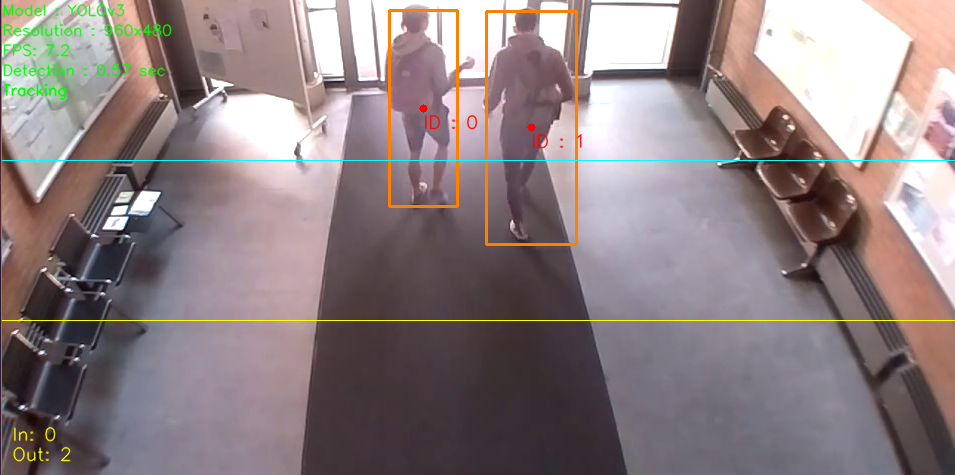 Model : YOLOv3
Resolution : 960x480
FPS: 7.2
Detection : 0.57 sec
Tracking
ID : 0
ID : 1
In: 0
Out: 2